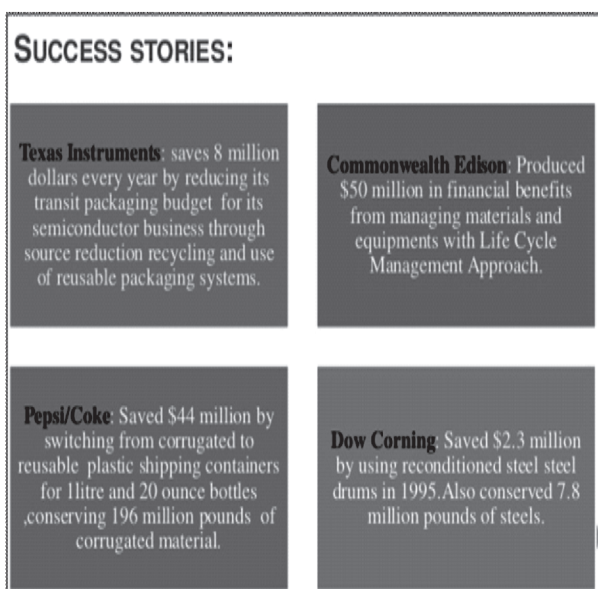 SUCCESS STORIES:
Texas Instruments: saves 8 million
dollars every year by reducing its
transit packaging budget for its
semiconductor business through
source reduction recycling and use
of reusable packaging systems.
Commonwealth Edison: Produced
$50 million in financial benefits
from managing materials and
equipments with Life Cycle
Management Approach.
Pepsi/Coke: Saved $44 million by
switching from corrugated to
reusable plastic shipping containers
for 1litre and 20 ounce bottles
,conserving 196 million pounds of
corrugated material.
Dow Corning: Saved $2.3 million
by using reconditioned steel steel
drums in 1995.Also conserved 7.8
million pounds of steels.